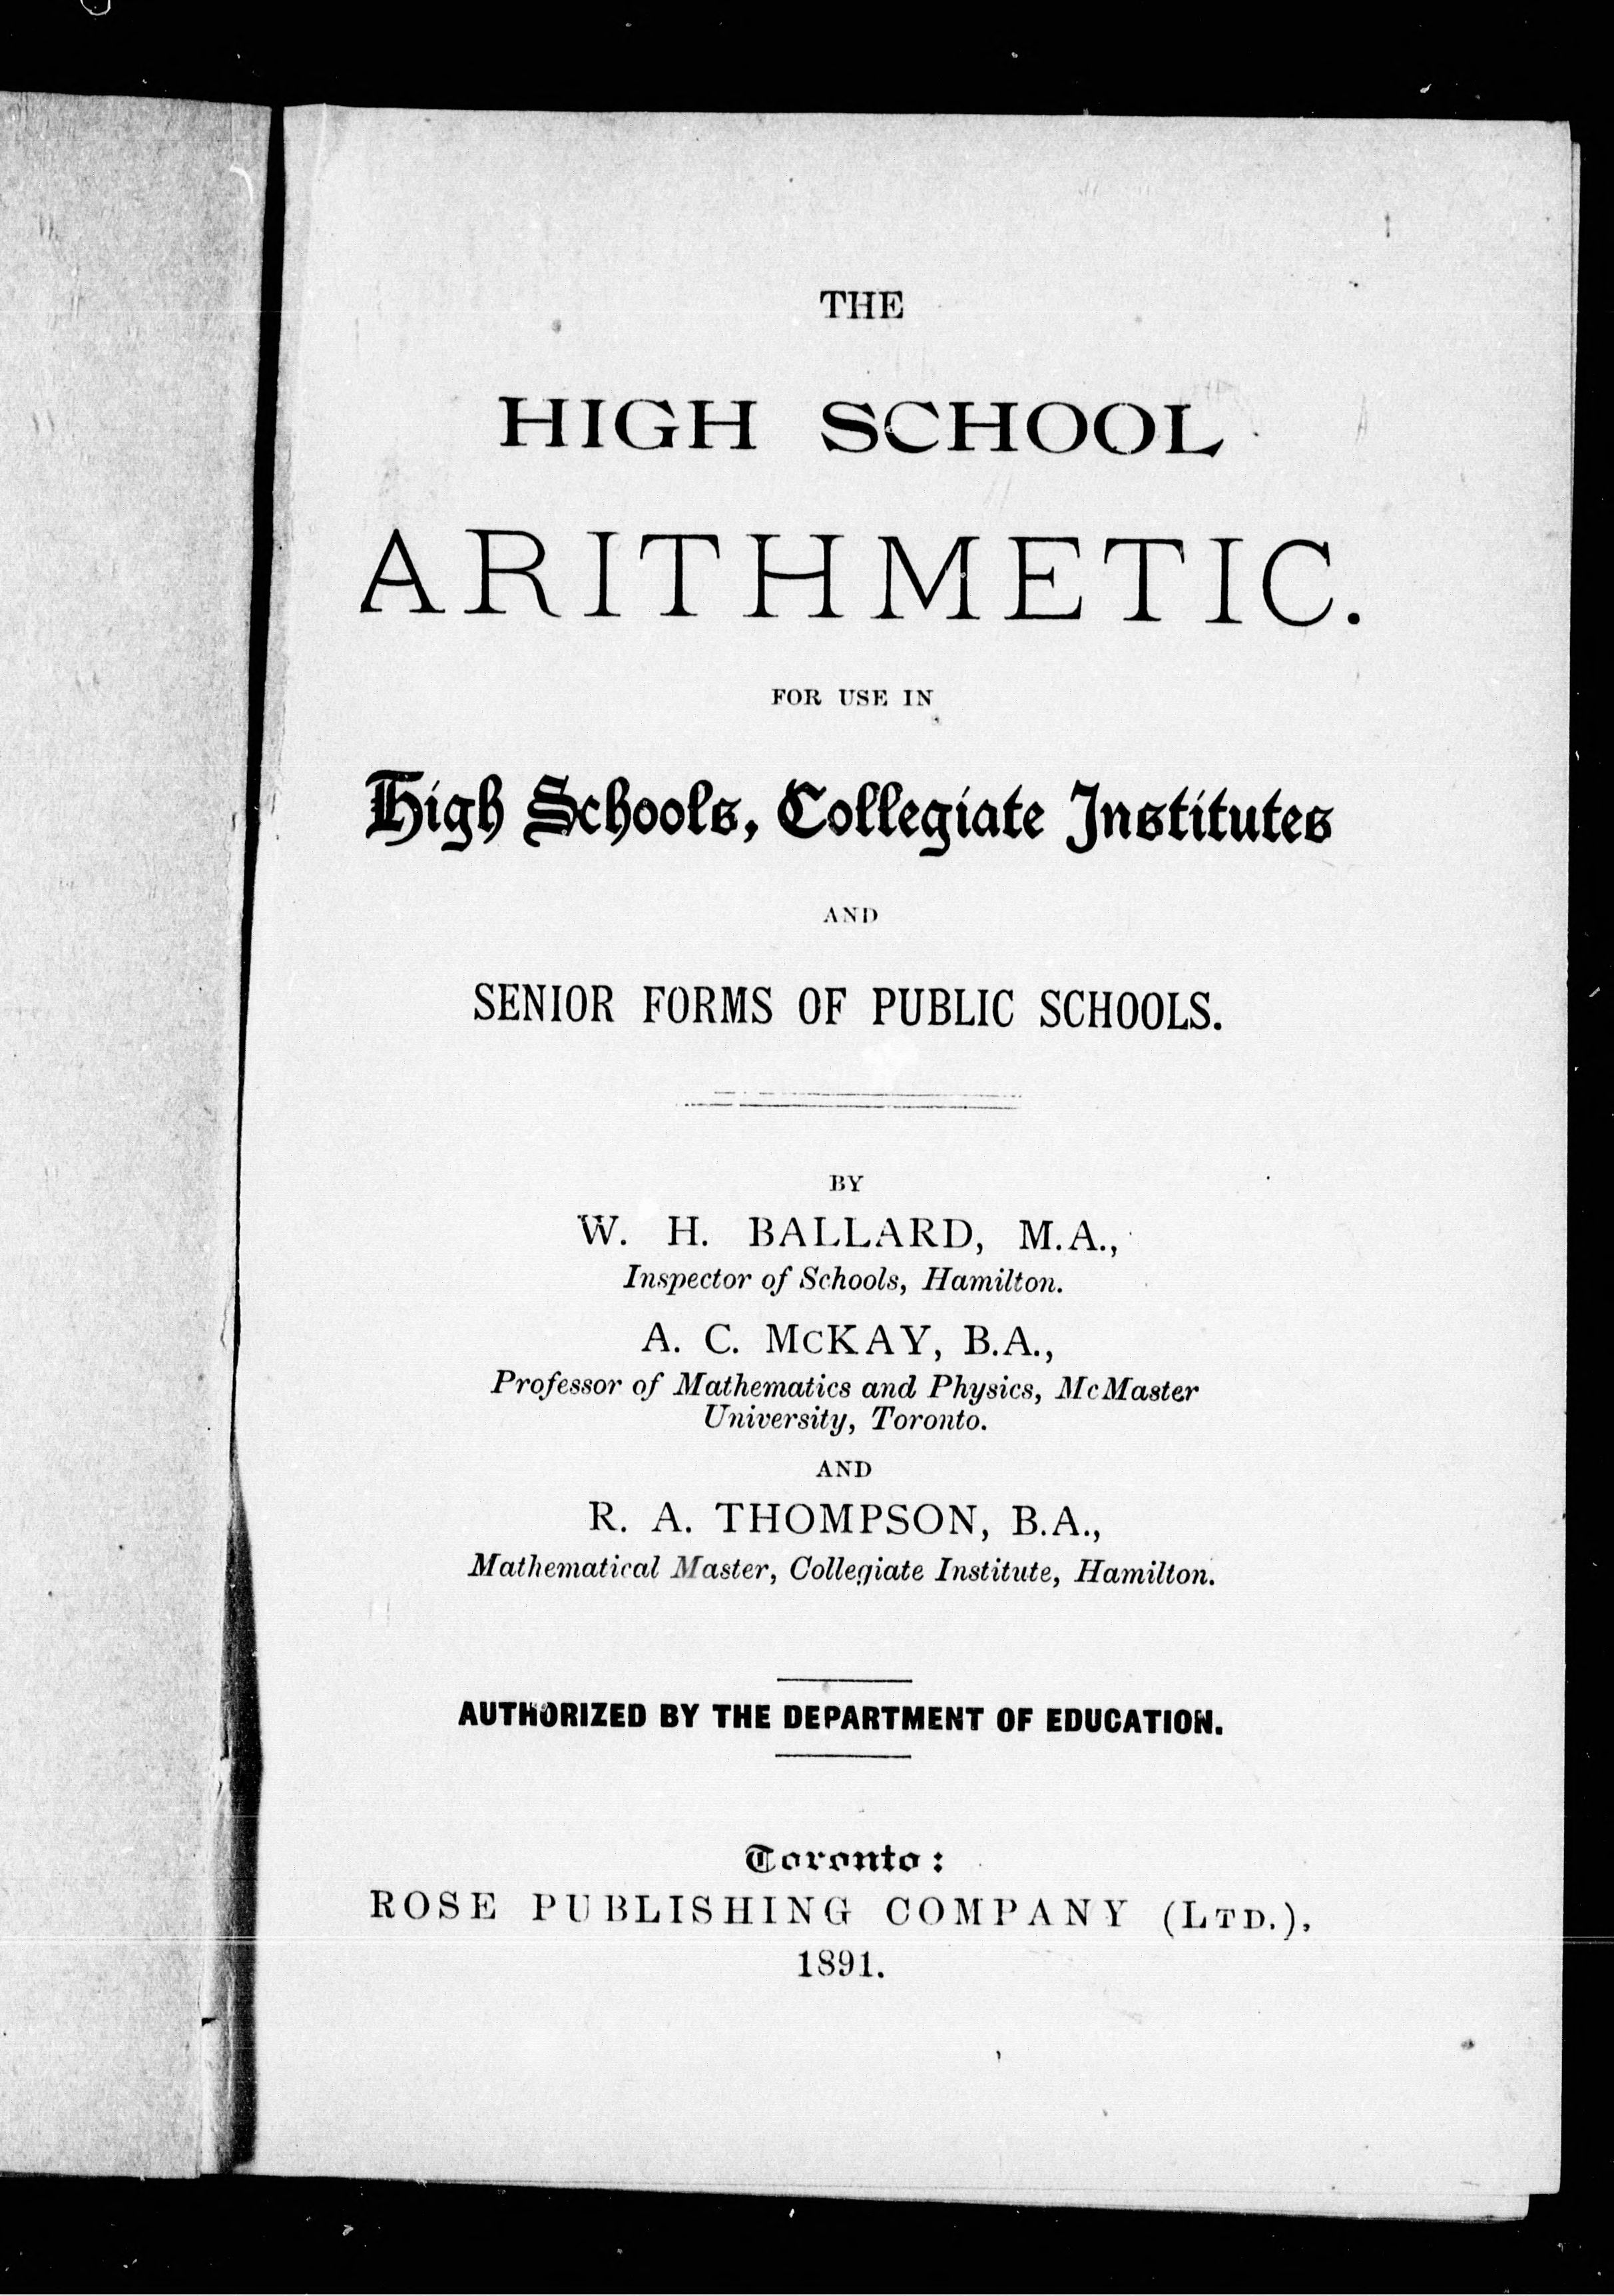 THE
HIGH SCHOOL
ARITHMETIC.
FOR USE IN
High Schools, Collegiate Institutes
AND
SENIOR FORMS OF PUBLIC SCHOOLS.
BY
W. H. BALLARD, M.A.,
Inspector of Schools, Hamilton.
A. C. McKAY, B.A.,
Professor of Mathematics and Physics, McMaster
University, Toronto.
AND
R. A. THOMPSON, B.A.,
Mathematical Master, Collegiate Institute, Hamilton.
AUTHORIZED BY THE DEPARTMENT OF EDUCATION.
Toronto:
ROSE PUBLISHING COMPANY (LTD.),
1891.